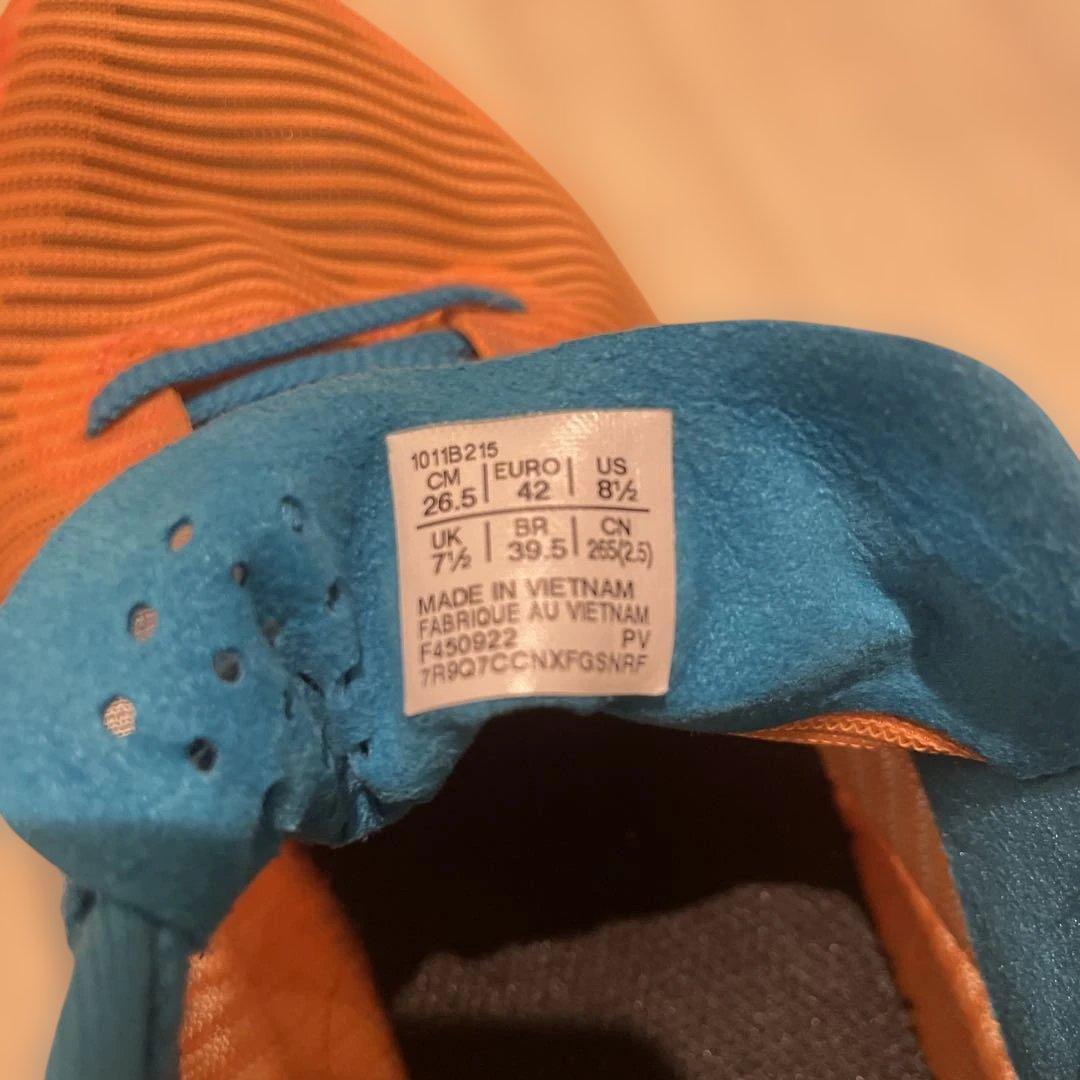 1011B215
CM | EURO | US
26.5 | 42 | 8½
UK | BR | CN
7½ | 39.5 | 265(2.5)
MADE IN VIETNAM
FABRIQUE AU VIETNAM
F450922 PV
7R9Q7CCNXFGSNRF